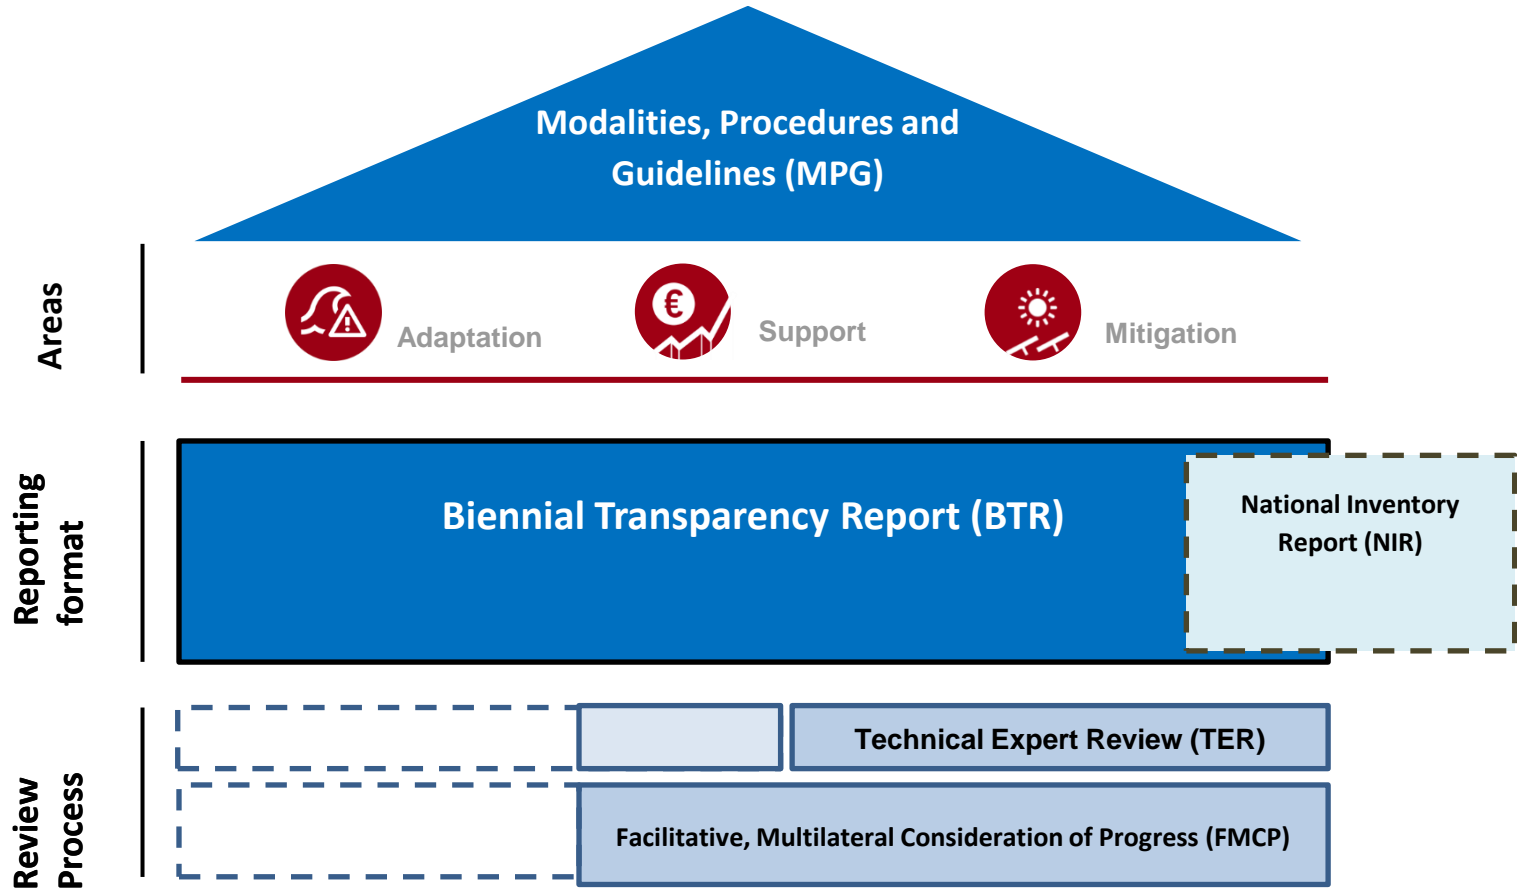 Modalities, Procedures and
Guidelines (MPG)
Areas
Adaptation
€
Support
Mitigation
Reporting
format
Biennial Transparency Report (BTR)
National Inventory
Report (NIR)
Review
Process
Technical Expert Review (TER)
Facilitative, Multilateral Consideration of Progress (FMCP)